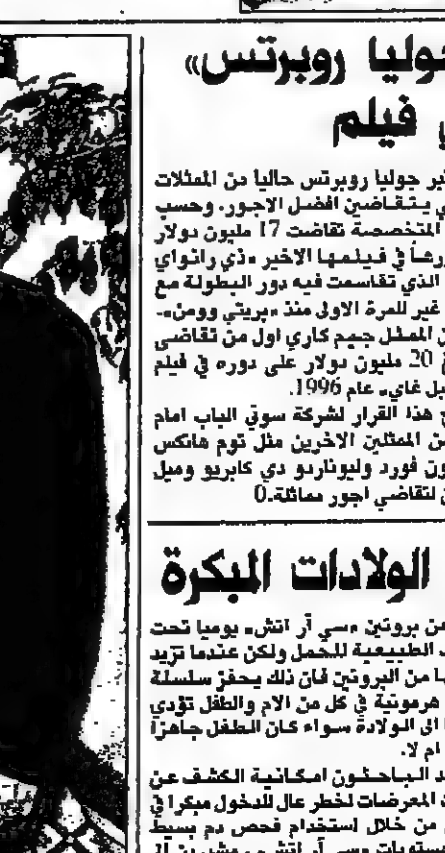 جوليا روبرتس»
فيلم
جوليا روبرتس حاليا من الممثلات
يتقاضين افضل الاجور. وحسب
المتخصصة تقاضت 17 مليون دولار
في فيلمها الاخير «ذي رانواي
الذي تقاسمت فيه دور البطولة مع
غير للمرة الاولى منذ «بريتي وومن».
الممثل جيم كاري اول من تقاضى
20 مليون دولار على دوره في فيلم
غاي» عام 1996.
هذا القرار لشركة سوني الباب امام
من الممثلين الاخرين مثل توم هانكس
فورد وليوناردو دي كابريو وميل
لتقاضي اجور مماثلة.0
الولادات المبكرة
من بروتين «سي آر اتش» يوميا تحت
الطبيعية للحمل ولكن عندما تزيد
من البروتين فان ذلك يحفز سلسلة
هرمونية في كل من الام والطفل تؤدي
الى الولادة سواء كان الطفل جاهزا
ام لا.
الباحثون امكانية الكشف عن
المعرضات لخطر عال للدخول مبكرا في
من خلال استخدام فحص دم بسيط
مستويات «سي آر اتش»